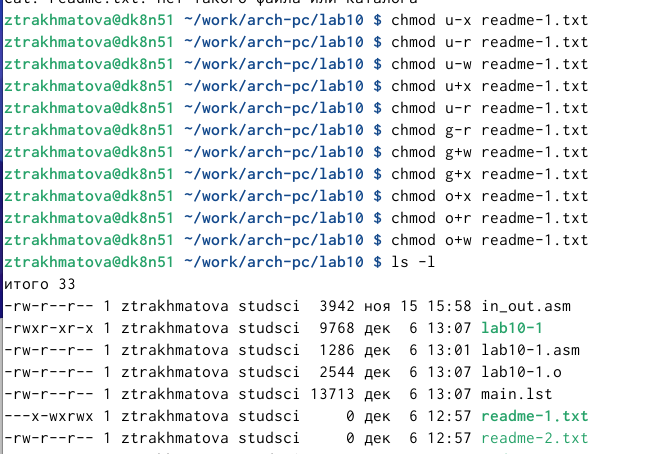 cat: readme.txt: Нет такого файла или каталога
ztrakhmatova@dk8n51 ~/work/arch-pc/lab10 $ chmod u-x readme-1.txt
ztrakhmatova@dk8n51 ~/work/arch-pc/lab10 $ chmod u-r readme-1.txt
ztrakhmatova@dk8n51 ~/work/arch-pc/lab10 $ chmod u-w readme-1.txt
ztrakhmatova@dk8n51 ~/work/arch-pc/lab10 $ chmod u+x readme-1.txt
ztrakhmatova@dk8n51 ~/work/arch-pc/lab10 $ chmod u-r readme-1.txt
ztrakhmatova@dk8n51 ~/work/arch-pc/lab10 $ chmod g-r readme-1.txt
ztrakhmatova@dk8n51 ~/work/arch-pc/lab10 $ chmod g+w readme-1.txt
ztrakhmatova@dk8n51 ~/work/arch-pc/lab10 $ chmod g+x readme-1.txt
ztrakhmatova@dk8n51 ~/work/arch-pc/lab10 $ chmod o+x readme-1.txt
ztrakhmatova@dk8n51 ~/work/arch-pc/lab10 $ chmod o+r readme-1.txt
ztrakhmatova@dk8n51 ~/work/arch-pc/lab10 $ chmod o+w readme-1.txt
ztrakhmatova@dk8n51 ~/work/arch-pc/lab10 $ ls -l
итого 33
-rw-r--r-- 1 ztrakhmatova studsci  3942 ноя 15 15:58 in_out.asm
-rwxr-xr-x 1 ztrakhmatova studsci  9768 дек  6 13:07 lab10-1
-rw-r--r-- 1 ztrakhmatova studsci  1286 дек  6 13:01 lab10-1.asm
-rw-r--r-- 1 ztrakhmatova studsci  2544 дек  6 13:07 lab10-1.o
-rw-r--r-- 1 ztrakhmatova studsci 13713 дек  6 13:07 main.lst
---x-wxrwx 1 ztrakhmatova studsci     0 дек  6 12:57 readme-1.txt
-rw-r--r-- 1 ztrakhmatova studsci     0 дек  6 12:57 readme-2.txt